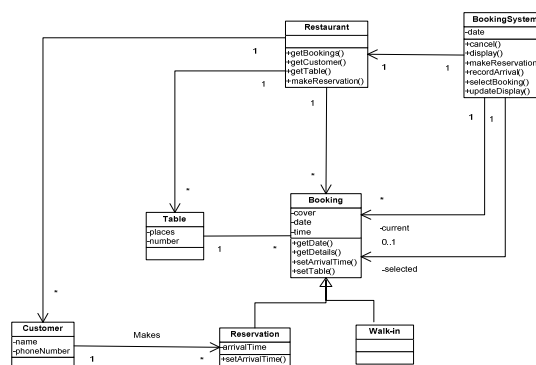 Restaurant
+getBookings()
+getCustomer()
+getTable()
+makeReservation()
BookingSystem
-date
+cancel()
+display()
+makeReservation
+recordArrival()
+selectBooking()
+updateDisplay()
1
1
1
1
1
1
1
*
*
*
Table
-places
-number
1
*
Booking
-cover
-date
-time
+getDate()
+getDetails()
+setArrivalTime()
+setTable()
*
-current
0..1
-selected
Customer
-name
-phoneNumber
*
1
Makes
*
Reservation
-arrivalTime
+setArrivalTime()
Walk-in